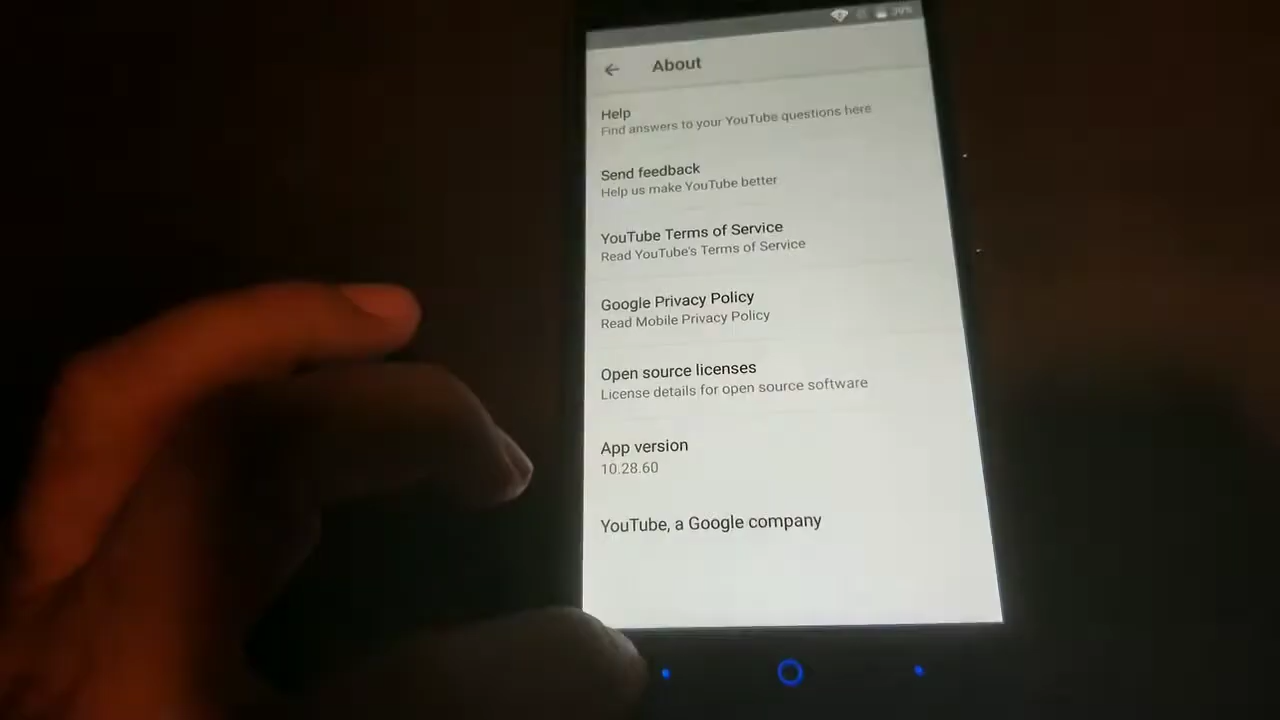 About
Help
Find answers to your YouTube questions here
Send feedback
Help us make YouTube better
YouTube Terms of Service
Read YouTube's Terms of Service
Google Privacy Policy
Read Mobile Privacy Policy
Open source licenses
License details for open source software
App version
10.28.60
YouTube, a Google company